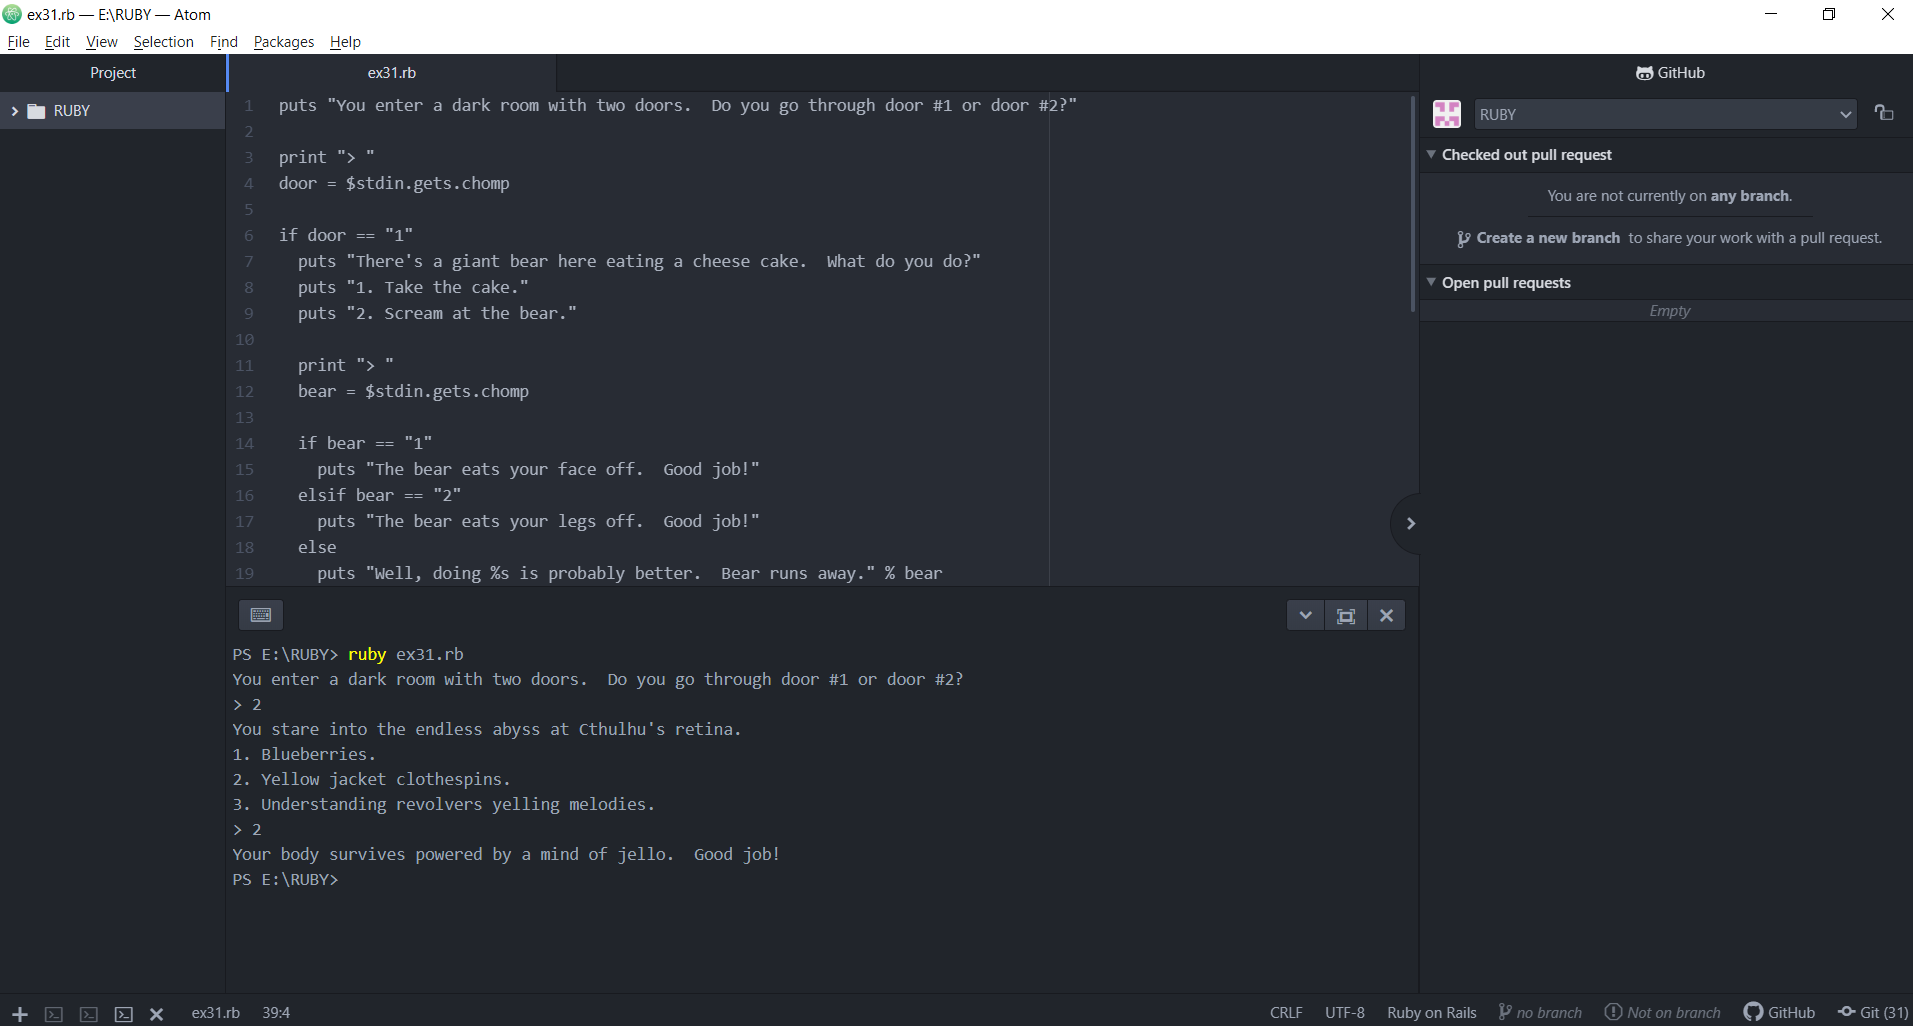 ex31.rb — E:\RUBY — Atom
File Edit View Selection Find Packages Help
Project
RUBY
ex31.rb
1 puts "You enter a dark room with two doors.  Do you go through door #1 or door #2?"
2
3 print "> "
4 door = $stdin.gets.chomp
5
6 if door == "1"
7   puts "There's a giant bear here eating a cheese cake.  What do you do?"
8   puts "1. Take the cake."
9   puts "2. Scream at the bear."
10
11   print "> "
12   bear = $stdin.gets.chomp
13
14   if bear == "1"
15     puts "The bear eats your face off.  Good job!"
16   elsif bear == "2"
17     puts "The bear eats your legs off.  Good job!"
18   else
19     puts "Well, doing %s is probably better.  Bear runs away." % bear
PS E:\RUBY> ruby ex31.rb
You enter a dark room with two doors.  Do you go through door #1 or door #2?
> 2
You stare into the endless abyss at Cthulhu's retina.
1. Blueberries.
2. Yellow jacket clothespins.
3. Understanding revolvers yelling melodies.
> 2
Your body survives powered by a mind of jello.  Good job!
PS E:\RUBY>
GitHub
RUBY
Checked out pull request
You are not currently on any branch.
Create a new branch to share your work with a pull request.
Open pull requests
Empty
ex31.rb 39:4 CRLF UTF-8 Ruby on Rails no branch Not on branch GitHub Git (31)